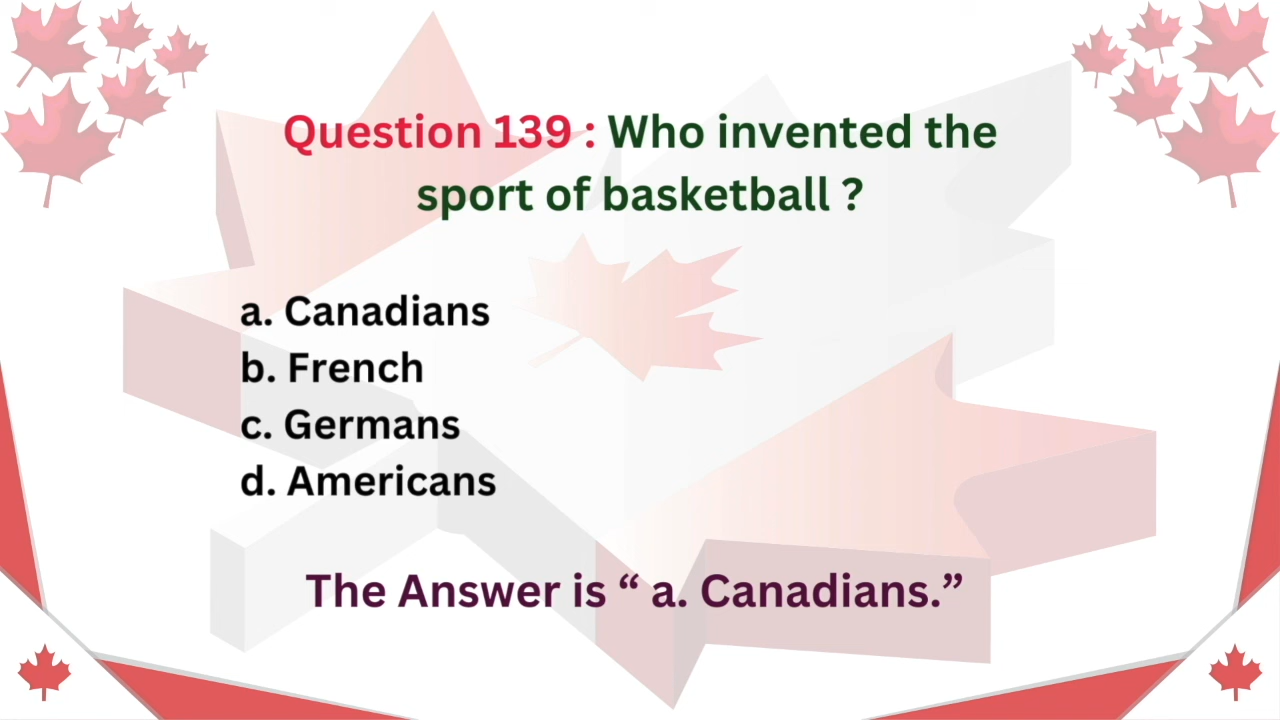 Question 139 : Who invented the
sport of basketball ?
a. Canadians
b. French
c. Germans
d. Americans
The Answer is “ a. Canadians.”